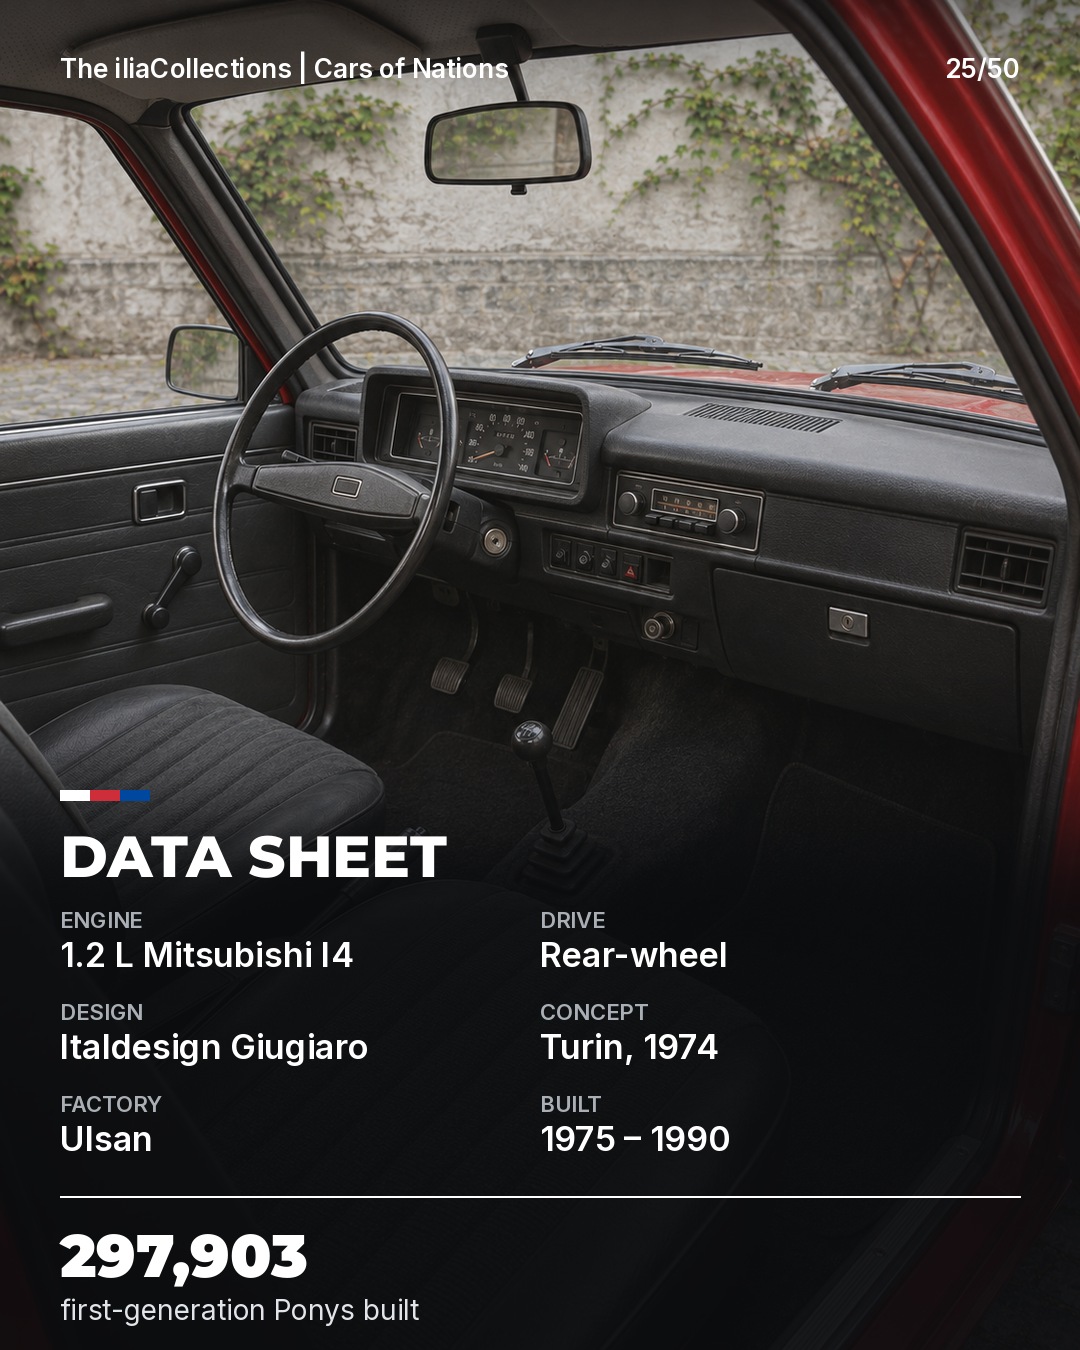 The iliaCollections | Cars of Nations
25/50
DATA SHEET
ENGINE
1.2 L Mitsubishi I4
DRIVE
Rear-wheel
DESIGN
Italdesign Giugiaro
CONCEPT
Turin, 1974
FACTORY
Ulsan
BUILT
1975 – 1990
297,903
first-generation Ponys built